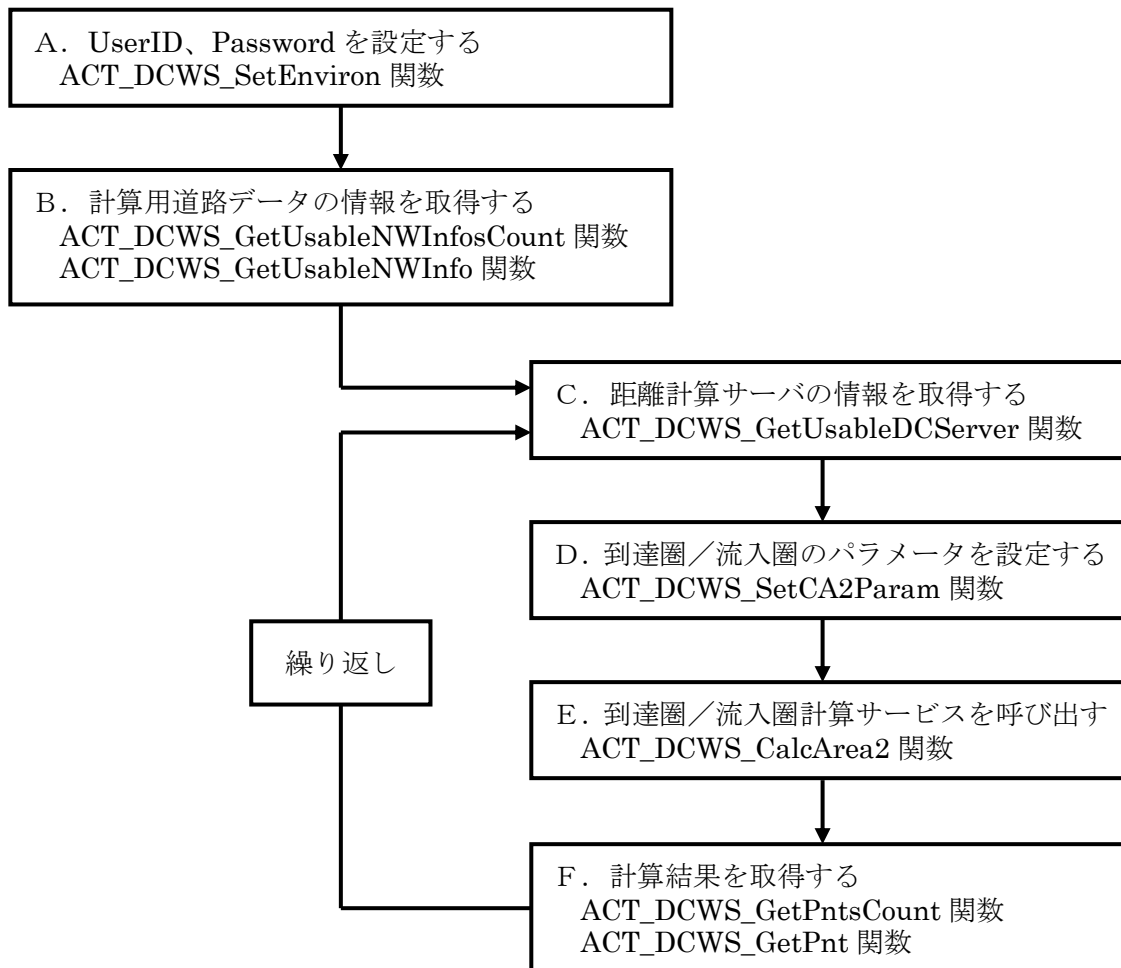 A．UserID、Password を設定する
ACT_DCWS_SetEnviron 関数
B．計算用道路データの情報を取得する
ACT_DCWS_GetUsableNWInfosCount 関数
ACT_DCWS_GetUsableNWInfo 関数
C．距離計算サーバの情報を取得する
ACT_DCWS_GetUsableDCServer 関数
D．到達圏／流入圏のパラメータを設定する
ACT_DCWS_SetCA2Param 関数
繰り返し
E．到達圏／流入圏計算サービスを呼び出す
ACT_DCWS_CalcArea2 関数
F．計算結果を取得する
ACT_DCWS_GetPntsCount 関数
ACT_DCWS_GetPnt 関数